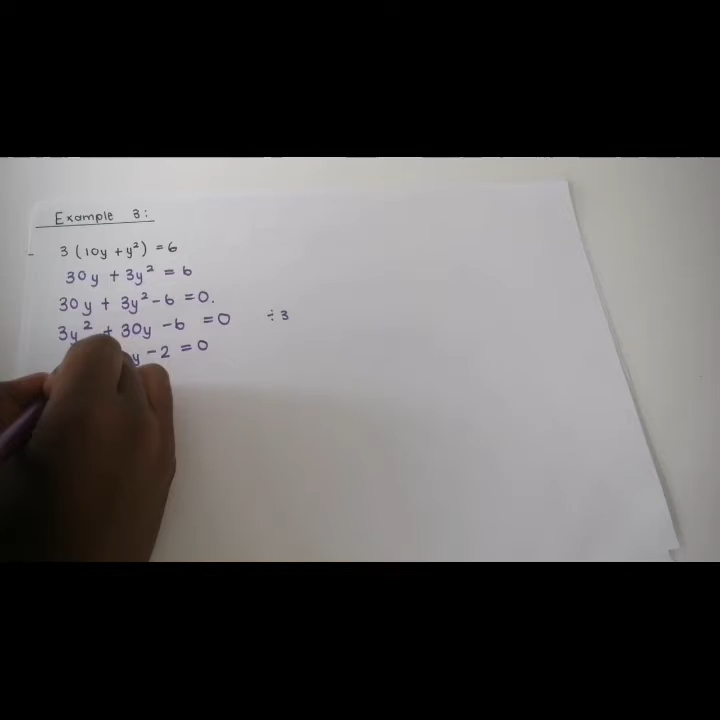 Example 3:
- 3 (10y + y²) = 6
30y + 3y² = 6
30y + 3y² - 6 = 0.
3y² + 30y - 6 = 0 ÷ 3
y - 2 = 0